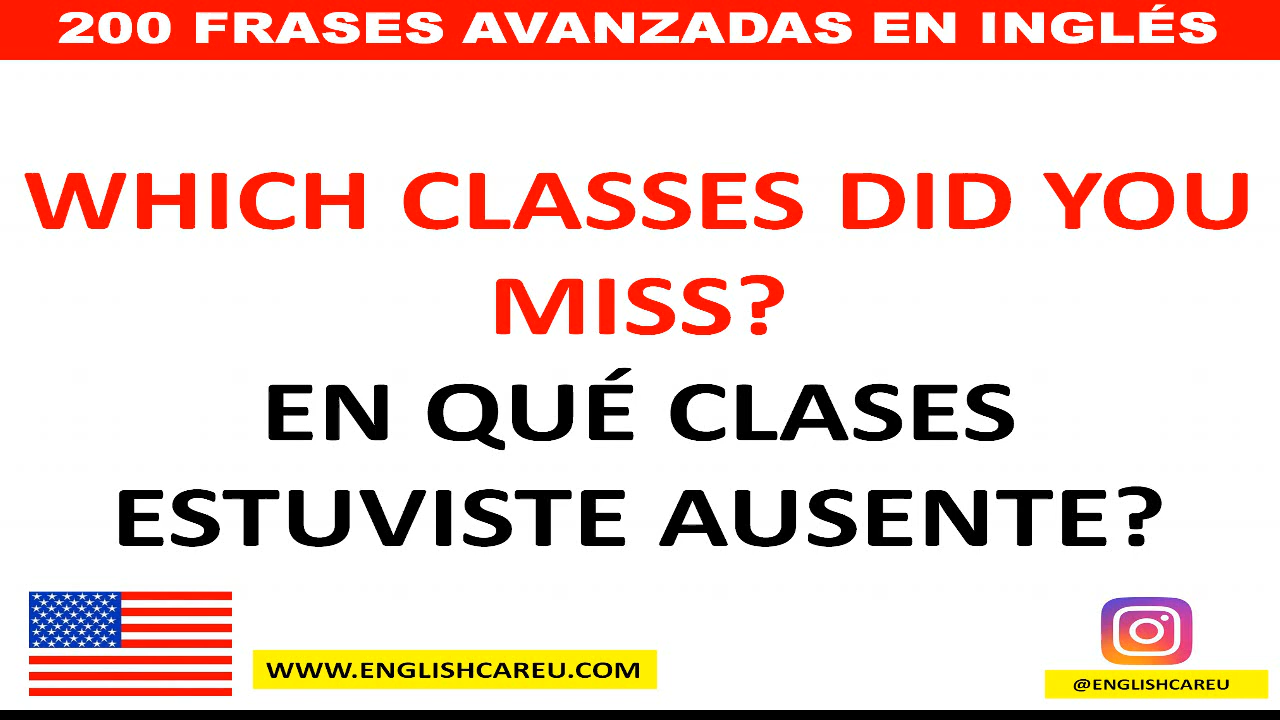 200 FRASES AVANZADAS EN INGLÉS
WHICH CLASSES DID YOU
MISS?
EN QUÉ CLASES
ESTUVISTE AUSENTE?
WWW.ENGLISHCAREU.COM
@ENGLISHCAREU